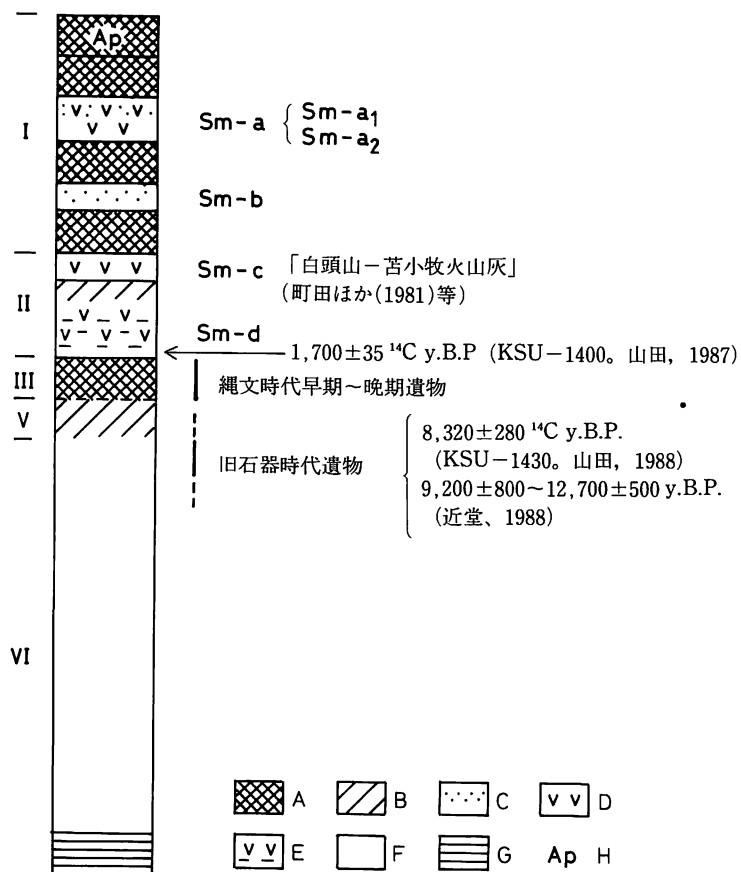 Ap
I
Sm-a { Sm-a1
Sm-a2
Sm-b
Sm-c 「白頭山－苫小牧火山灰」
(町田ほか(1981)等
II
Sm-d
1,700±35 ¹⁴C y.B.P (KSU－1400。山田, 1987)
III
縄文時代早期～晩期遺物
V
旧石器時代遺物
8,320±280 ¹⁴C y.B.P.
(KSU－1430。山田, 1988)
9,200±800～12,700±500 y.B.P.
(近堂、1988)
VI
A B C D
E F G Ap H